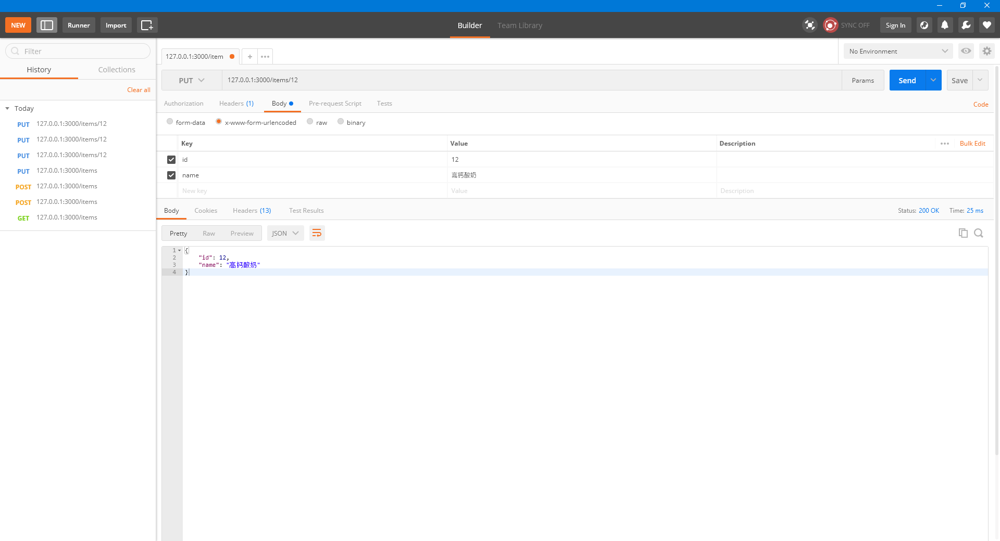 NEW
Runner
Import
Builder
Team Library
SYNC OFF
Sign In
Filter
History
Collections
Clear all
Today
PUT 127.0.0.1:3000/items/12
PUT 127.0.0.1:3000/items/12
PUT 127.0.0.1:3000/items/12
PUT 127.0.0.1:3000/items
POST 127.0.0.1:3000/items
POST 127.0.0.1:3000/items
GET 127.0.0.1:3000/items
127.0.0.1:3000/item
No Environment
PUT
127.0.0.1:3000/items/12
Params
Send
Save
Authorization
Headers (1)
Body
Pre-request Script
Tests
Code
form-data
x-www-form-urlencoded
raw
binary
Key
Value
Description
Bulk Edit
id
12
name
高钙酸奶
New key
Value
Description
Body
Cookies
Headers (13)
Test Results
Status: 200 OK
Time: 25 ms
Pretty
Raw
Preview
JSON
1 {
2 "id": 12,
3 "name": "高钙酸奶"
4 }